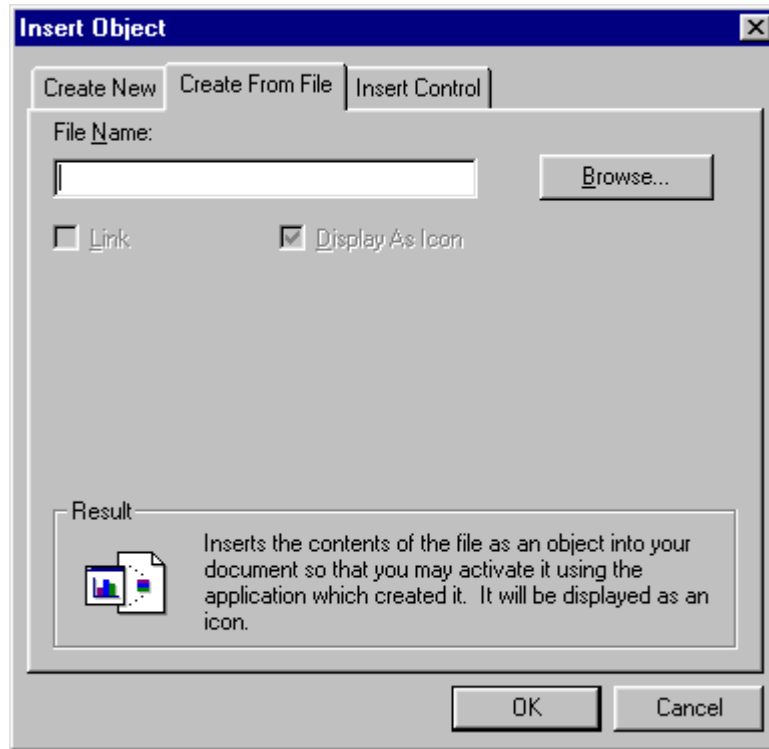 Insert Object
Create New Create From File Insert Control
File Name:
Browse...
Link Display As Icon
Result
Inserts the contents of the file as an object into your
document so that you may activate it using the
application which created it. It will be displayed as an
icon.
OK Cancel